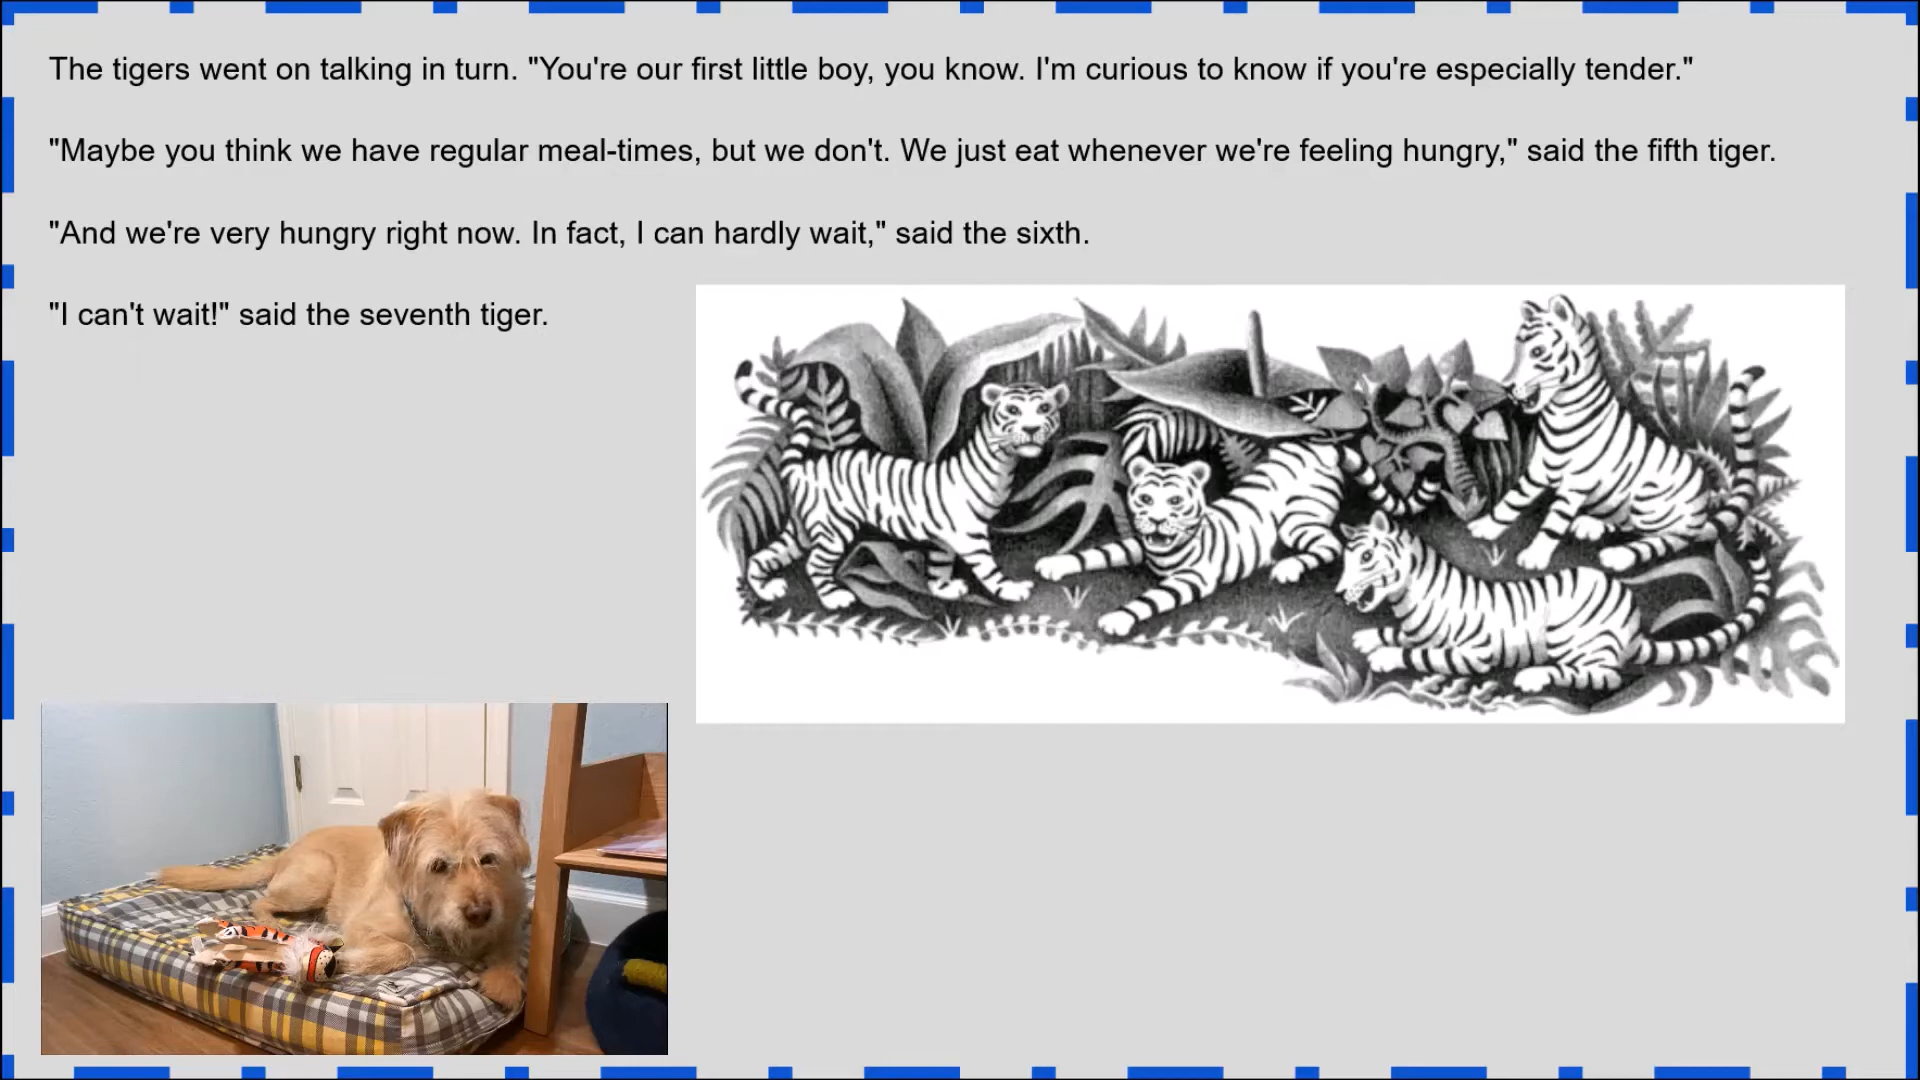 The tigers went on talking in turn. "You're our first little boy, you know. I'm curious to know if you're especially tender."
"Maybe you think we have regular meal-times, but we don't. We just eat whenever we're feeling hungry," said the fifth tiger.
"And we're very hungry right now. In fact, I can hardly wait," said the sixth.
"I can't wait!" said the seventh tiger.